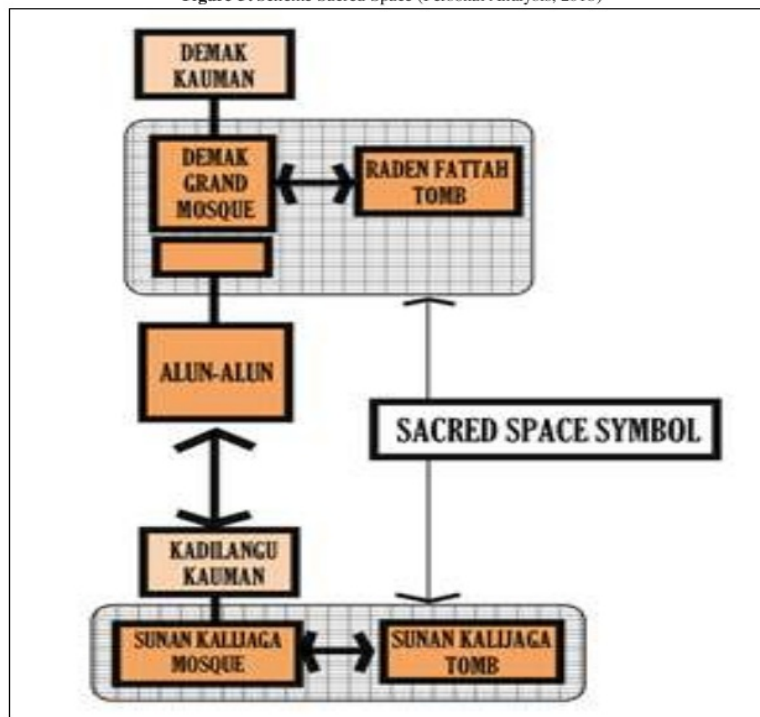 DEMAK
KAUMAN
DEMAK
GRAND
MOSQUE
RADEN FATTAH
TOMB
ALUN-ALUN
SACRED SPACE SYMBOL
KADILANGU
KAUMAN
SUNAN KALIJAGA
MOSQUE
SUNAN KALIJAGA
TOMB